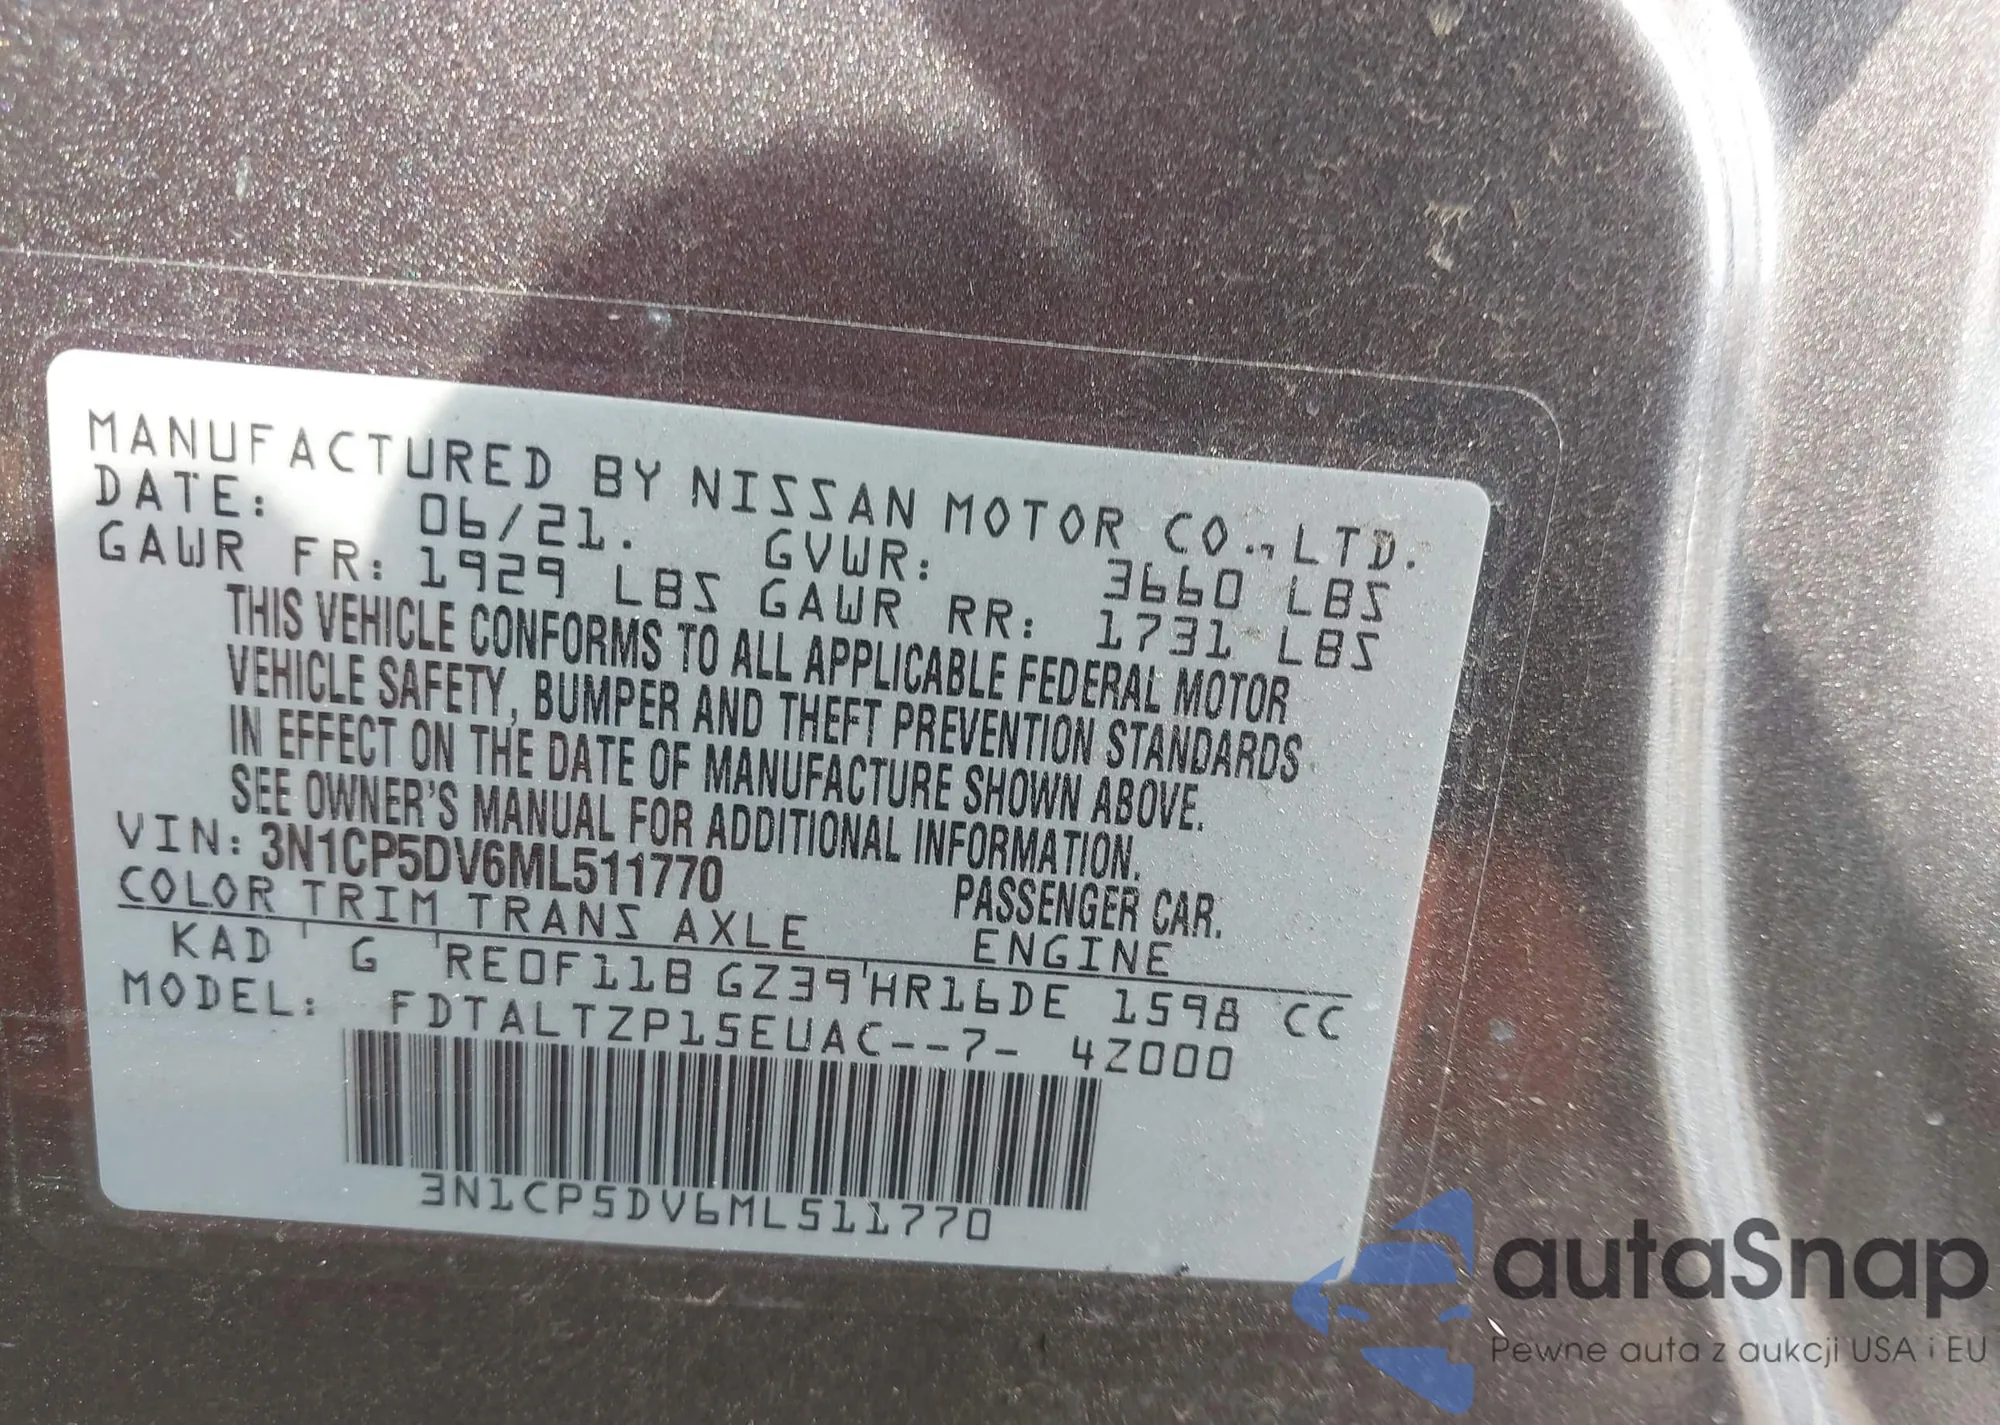 MANUFACTURED BY NISSAN MOTOR CO., LTD.
DATE: 06/21. GVWR: 3660 LBS
GAWR FR: 1929 LBS GAWR RR: 1731 LBS
THIS VEHICLE CONFORMS TO ALL APPLICABLE FEDERAL MOTOR
VEHICLE SAFETY, BUMPER AND THEFT PREVENTION STANDARDS
IN EFFECT ON THE DATE OF MANUFACTURE SHOWN ABOVE.
SEE OWNER'S MANUAL FOR ADDITIONAL INFORMATION.
VIN: 3N1CP5DV6ML511770 PASSENGER CAR.
COLOR TRIM TRANS AXLE ENGINE
KAD G RE0F11B GZ39 HR16DE 1598 CC
MODEL: FDTALTZP15EUAC--7- 4Z000
3N1CP5DV6ML511770
autaSnap
Pewne auta z aukcji USA i EU